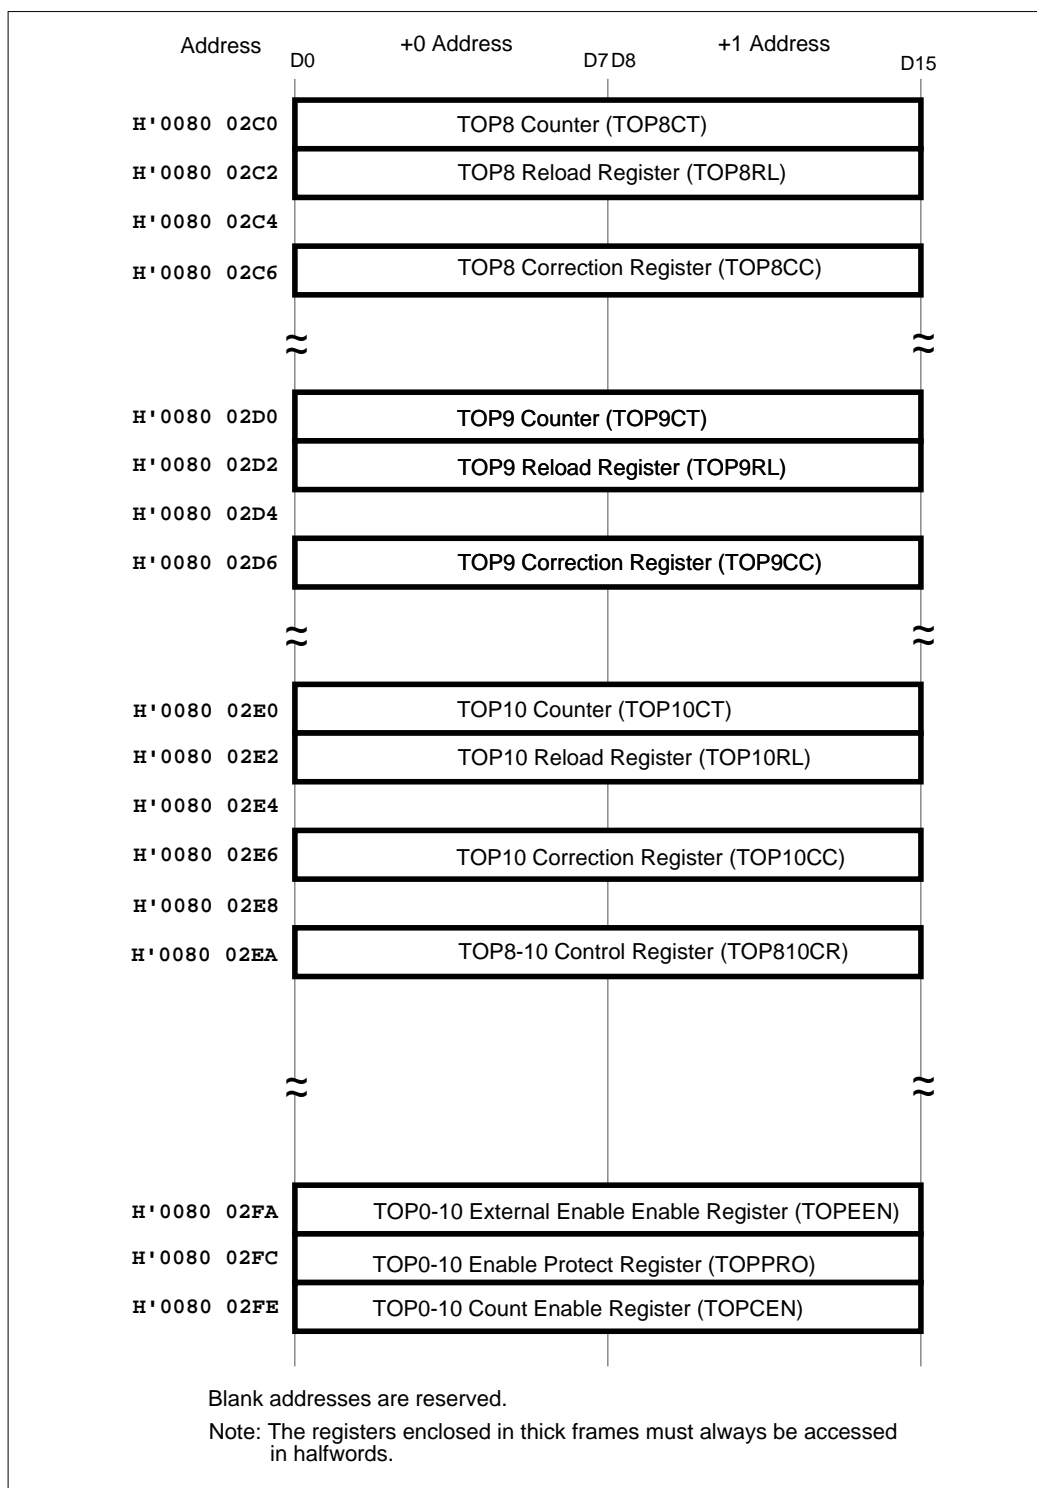 Address +0 Address +1 Address
D0 D7 D8 D15
H'0080 02C0 TOP8 Counter (TOP8CT)
H'0080 02C2 TOP8 Reload Register (TOP8RL)
H'0080 02C4
H'0080 02C6 TOP8 Correction Register (TOP8CC)
≈ ≈
H'0080 02D0 TOP9 Counter (TOP9CT)
H'0080 02D2 TOP9 Reload Register (TOP9RL)
H'0080 02D4
H'0080 02D6 TOP9 Correction Register (TOP9CC)
≈ ≈
H'0080 02E0 TOP10 Counter (TOP10CT)
H'0080 02E2 TOP10 Reload Register (TOP10RL)
H'0080 02E4
H'0080 02E6 TOP10 Correction Register (TOP10CC)
H'0080 02E8
H'0080 02EA TOP8-10 Control Register (TOP810CR)
≈ ≈
H'0080 02FA TOP0-10 External Enable Enable Register (TOPEEN)
H'0080 02FC TOP0-10 Enable Protect Register (TOPPRO)
H'0080 02FE TOP0-10 Count Enable Register (TOPCEN)
Blank addresses are reserved.
Note: The registers enclosed in thick frames must always be accessed
in halfwords.